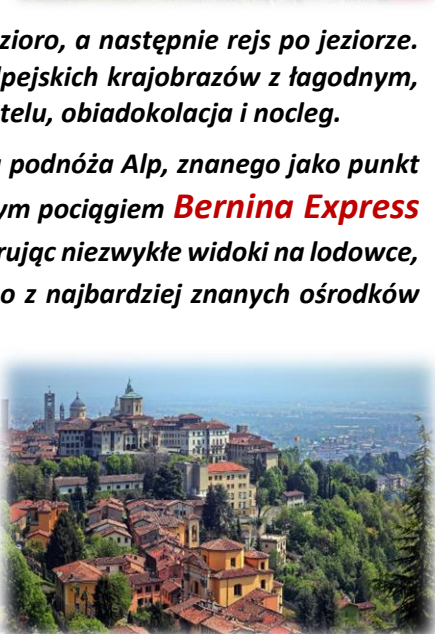 zioro, a następnie rejs po jeziorze.
pejskich krajobrazów z łagodnym,
telu, obiadokolacja i nocleg.
podnóża Alp, znanego jako punkt
ym pociągiem Bernina Express
rując niezwykłe widoki na lodowce,
o z najbardziej znanych ośrodków